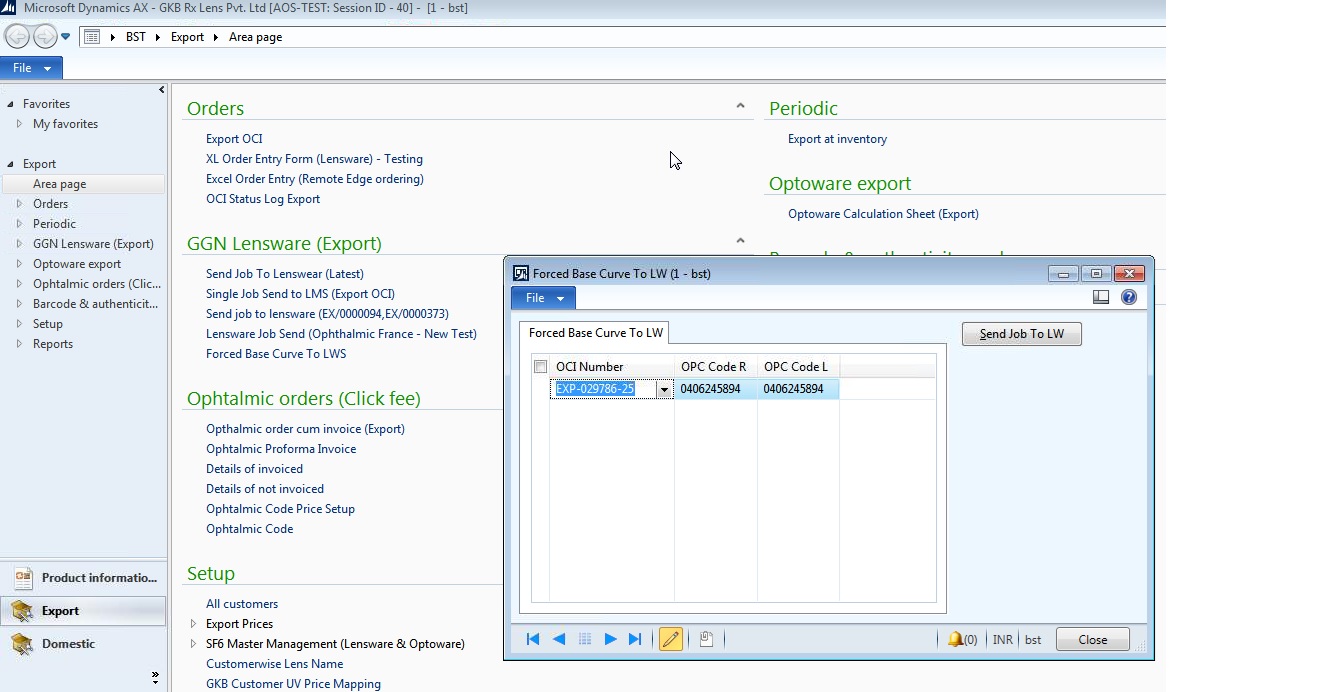 Microsoft Dynamics AX - GKB Rx Lens Pvt. Ltd [AOS-TEST: Session ID - 40] - [1 - bst]
BST Export Area page
File
Favorites
My favorites
Export
Area page
Orders
Periodic
GGN Lensware (Export)
Optoware export
Ophtalmic orders (Clic...
Barcode & authenticit...
Setup
Reports
Product informatio...
Export
Domestic
Orders
Export OCI
XL Order Entry Form (Lensware) - Testing
Excel Order Entry (Remote Edge ordering)
OCI Status Log Export
GGN Lensware (Export)
Send Job To Lenswear (Latest)
Single Job Send to LMS (Export OCI)
Send job to lensware (EX/0000094,EX/0000373)
Lensware Job Send (Ophthalmic France - New Test)
Forced Base Curve To LWS
Ophtalmic orders (Click fee)
Opthalmic order cum invoice (Export)
Ophtalmic Proforma Invoice
Details of invoiced
Details of not invoiced
Ophtalmic Code Price Setup
Ophtalmic Code
Setup
All customers
Export Prices
SF6 Master Management (Lensware & Optoware)
Customerwise Lens Name
GKB Customer UV Price Mapping
Periodic
Export at inventory
Optoware export
Optoware Calculation Sheet (Export)
Forced Base Curve To LW (1 - bst)
File
Forced Base Curve To LW
Send Job To LW
OCI Number OPC Code R OPC Code L
EXP-029786-25 0406245894 0406245894
(0) INR bst Close